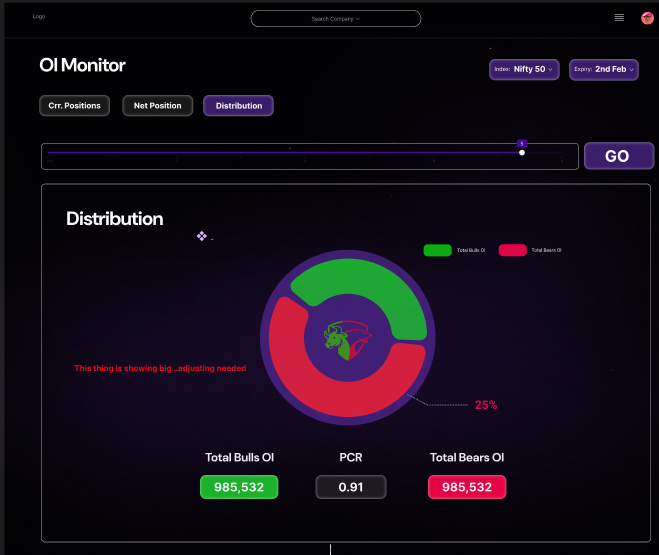 Logo
Search Company
OI Monitor
Index: Nifty 50
Expiry: 2nd Feb
Crr. Positions
Net Position
Distribution
5
GO
Distribution
Total Bulls OI
Total Bears OI
This thing is showing big ..adjusting needed
25%
Total Bulls OI
PCR
Total Bears OI
985,532
0.91
985,532